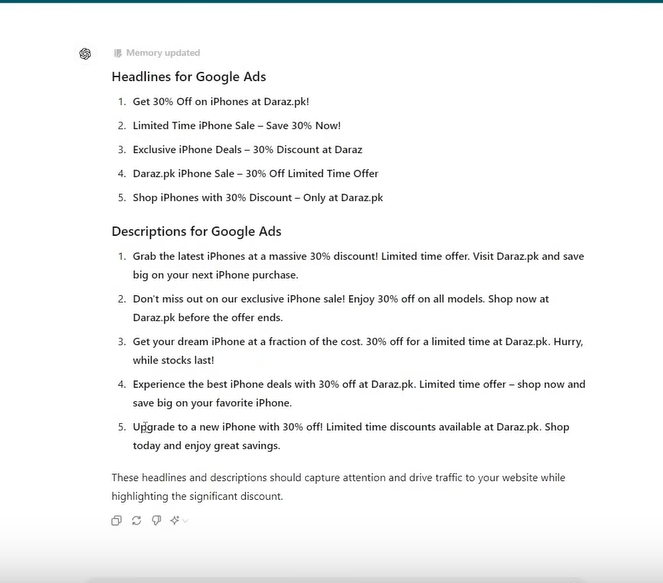 Memory updated
Headlines for Google Ads
1. Get 30% Off on iPhones at Daraz.pk!
2. Limited Time iPhone Sale – Save 30% Now!
3. Exclusive iPhone Deals – 30% Discount at Daraz
4. Daraz.pk iPhone Sale – 30% Off Limited Time Offer
5. Shop iPhones with 30% Discount – Only at Daraz.pk
Descriptions for Google Ads
1. Grab the latest iPhones at a massive 30% discount! Limited time offer. Visit Daraz.pk and save
big on your next iPhone purchase.
2. Don't miss out on our exclusive iPhone sale! Enjoy 30% off on all models. Shop now at
Daraz.pk before the offer ends.
3. Get your dream iPhone at a fraction of the cost. 30% off for a limited time at Daraz.pk. Hurry,
while stocks last!
4. Experience the best iPhone deals with 30% off at Daraz.pk. Limited time offer – shop now and
save big on your favorite iPhone.
5. Upgrade to a new iPhone with 30% off! Limited time discounts available at Daraz.pk. Shop
today and enjoy great savings.
These headlines and descriptions should capture attention and drive traffic to your website while
highlighting the significant discount.